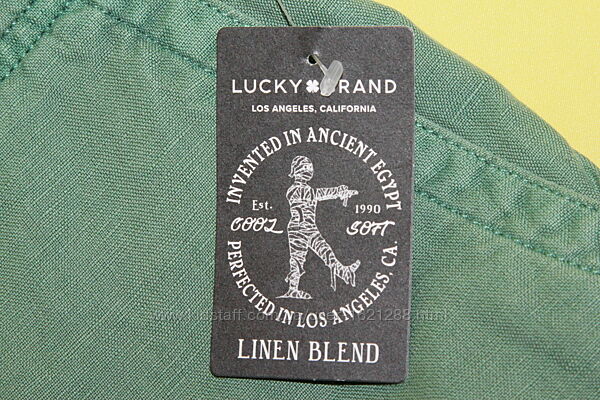 LUCKY BRAND
LOS ANGELES, CALIFORNIA
INVENTED IN ANCIENT EGYPT
Est. 1990
COOL SOFT
PERFECTED IN LOS ANGELES, CA.
LINEN BLEND